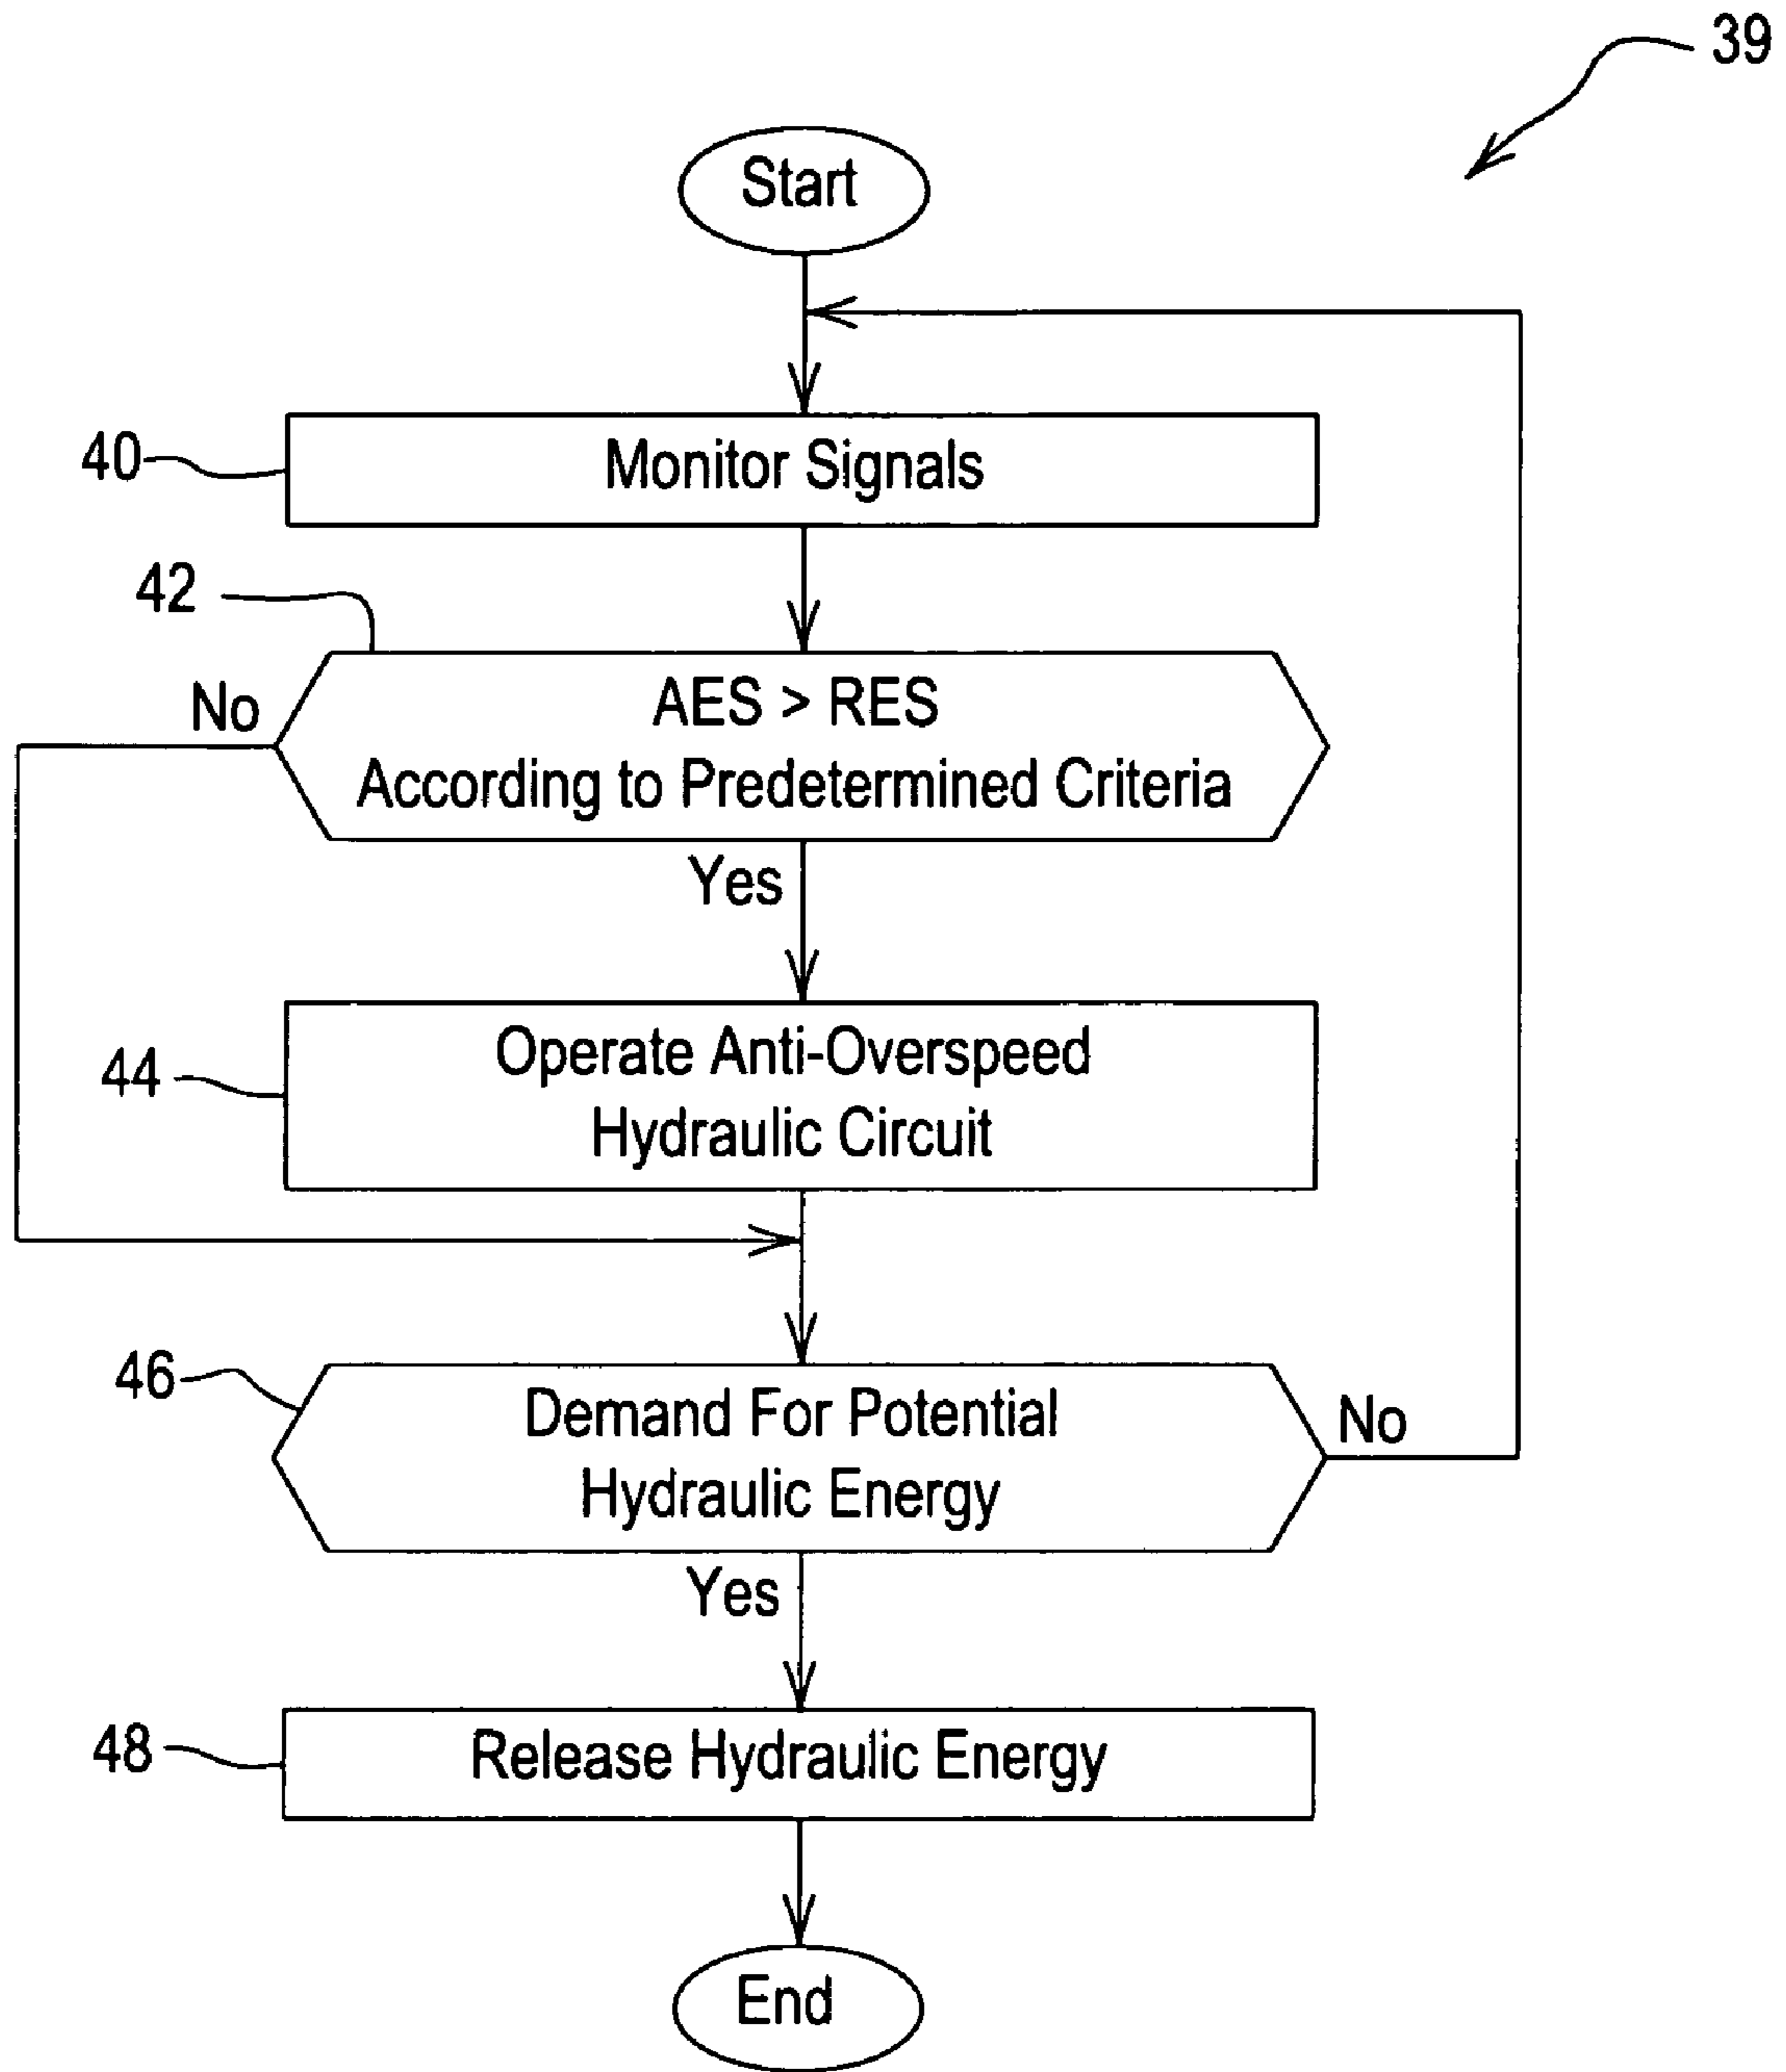 39
Start
40
Monitor Signals
42
No
AES > RES
According to Predetermined Criteria
Yes
44
Operate Anti-Overspeed
Hydraulic Circuit
46
Demand For Potential
Hydraulic Energy
No
Yes
48
Release Hydraulic Energy
End